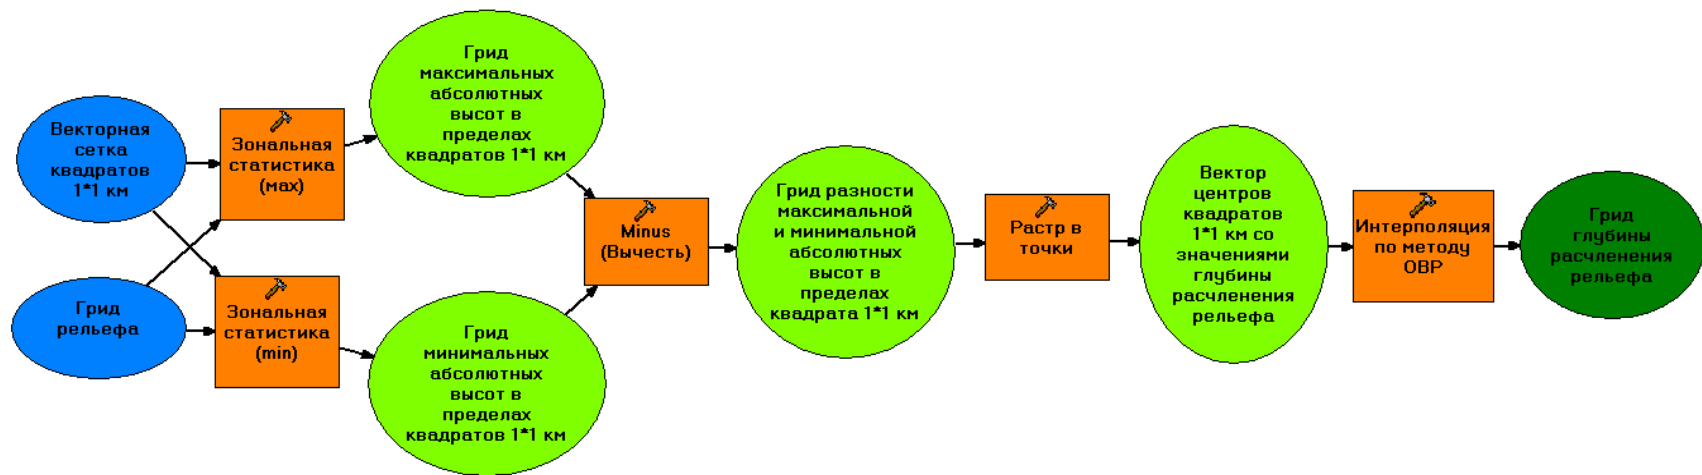 Векторная
сетка
квадратов
1*1 км
Грид
рельефа
Зональная
статистика
(мах)
Зональная
статистика
(min)
Грид
максимальных
абсолютных
высот в
пределах
квадратов 1*1 км
Грид
минимальных
абсолютных
высот в
пределах
квадратов 1*1 км
Minus
(Вычесть)
Грид разности
максимальной
и минимальной
абсолютных
высот в
пределах
квадрата 1*1 км
Растр в
точки
Вектор
центров
квадратов
1*1 км со
значениями
глубины
расчленения
рельефа
Интерполяция
по методу
ОВР
Грид
глубины
расчленения
рельефа